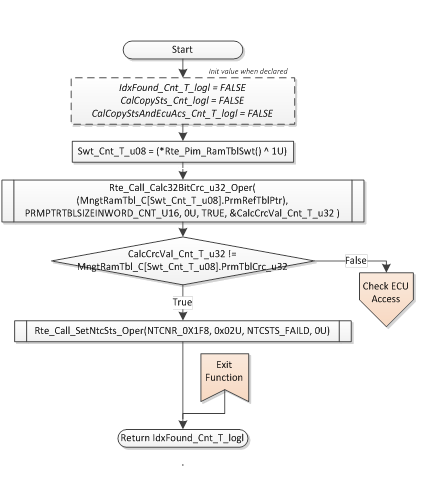 Start
init value when declared
IdxFound_Cnt_T_logl = FALSE
CalCopySts_Cnt_logl = FALSE
CalCopyStsAndEcuAcs_Cnt_T_logl = FALSE
Swt_Cnt_T_u08 = (*Rte_Pim_RamTblSwt() ^ 1U)
Rte_Call_Calc32BitCrc_u32_Oper(
(MngtRamTbl_C[Swt_Cnt_T_u08].PrmRefTblPtr),
PRMPTRTBLSIZEINWORD_CNT_U16, 0U, TRUE, &CalcCrcVal_Cnt_T_u32 )
CalcCrcVal_Cnt_T_u32 !=
MngtRamTbl_C[Swt_Cnt_T_u08].PrmTblCrc_u32
False
Check ECU
Access
True
Rte_Call_SetNtcSts_Oper(NTCNR_0X1F8, 0x02U, NTCSTS_FAILD, 0U)
Exit
Function
Return IdxFound_Cnt_T_logl
.